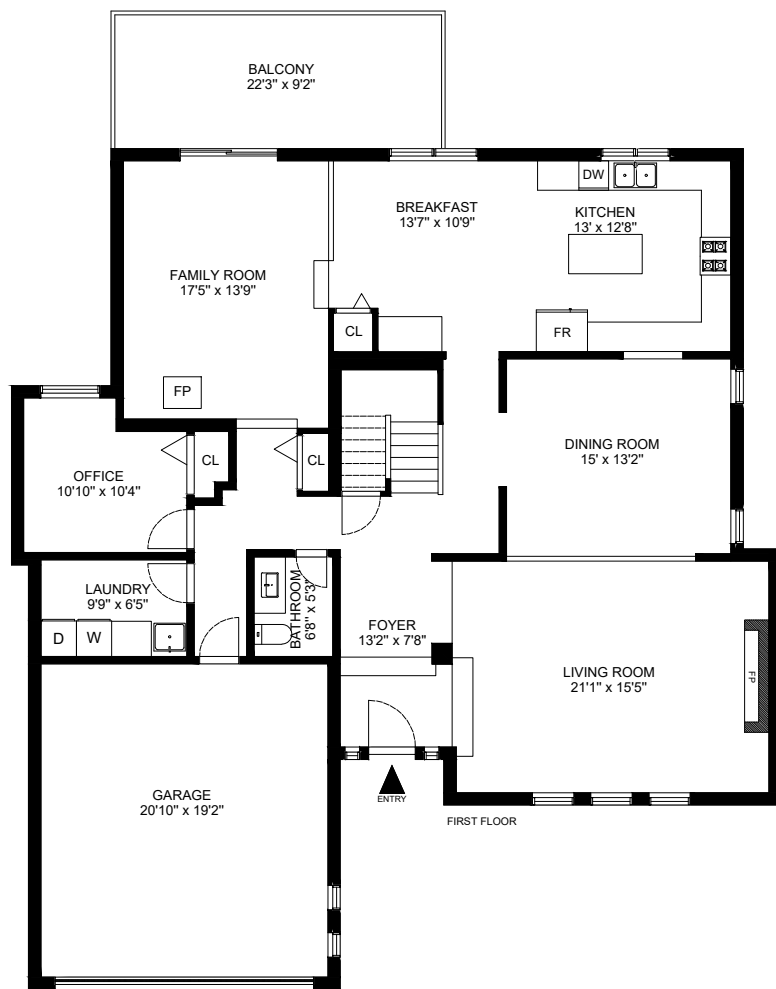 BALCONY
22'3" x 9'2"
DW
BREAKFAST
13'7" x 10'9"
KITCHEN
13' x 12'8"
FAMILY ROOM
17'5" x 13'9"
CL
FR
FP
DINING ROOM
15' x 13'2"
OFFICE
10'10" x 10'4"
CL
CL
LAUNDRY
9'9" x 6'5"
D
W
BATHROOM
6'8" x 5'3"
FOYER
13'2" x 7'8"
LIVING ROOM
21'1" x 15'5"
FP
GARAGE
20'10" x 19'2"
ENTRY
FIRST FLOOR